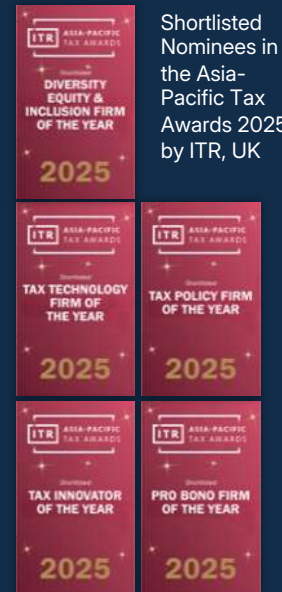 ITR ASIA-PACIFIC
TAX AWARDS
Shortlisted
DIVERSITY
EQUITY &
INCLUSION FIRM
OF THE YEAR
2025
Shortlisted
Nominees in
the Asia-
Pacific Tax
Awards 2025
by ITR, UK
ITR ASIA-PACIFIC
TAX AWARDS
Shortlisted
TAX TECHNOLOGY
FIRM OF
THE YEAR
2025
ITR ASIA-PACIFIC
TAX AWARDS
Shortlisted
TAX POLICY FIRM
OF THE YEAR
2025
ITR ASIA-PACIFIC
TAX AWARDS
Shortlisted
TAX INNOVATOR
OF THE YEAR
2025
ITR ASIA-PACIFIC
TAX AWARDS
Shortlisted
PRO BONO FIRM
OF THE YEAR
2025